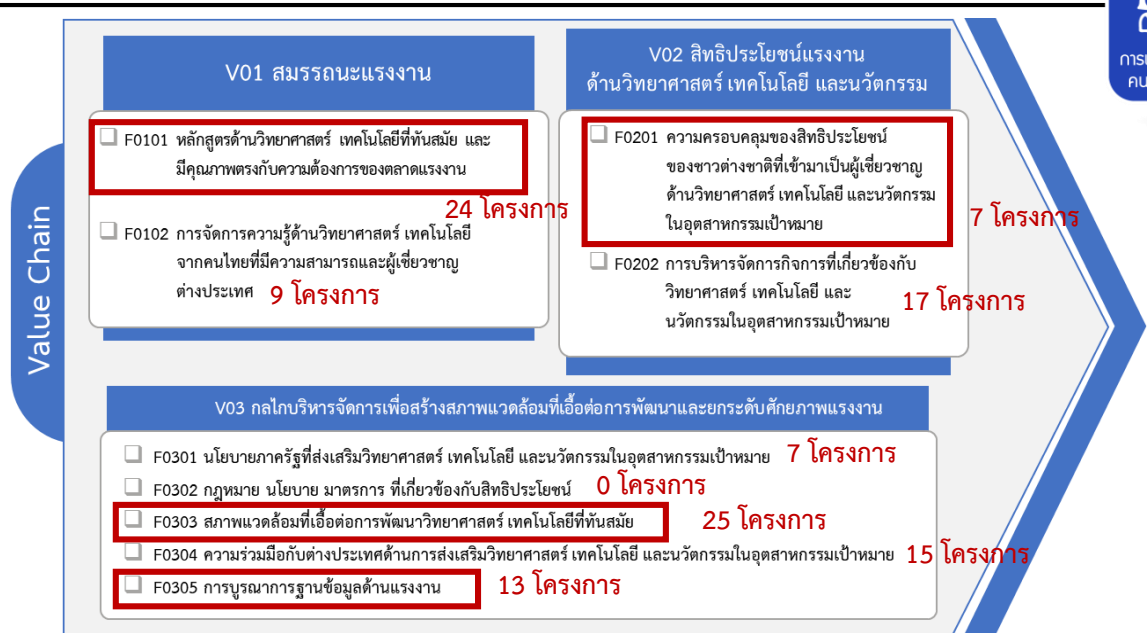 การเ
คน
Value Chain
V01 สมรรถนะแรงงาน
F0101 หลักสูตรด้านวิทยาศาสตร์ เทคโนโลยีที่ทันสมัย และ
มีคุณภาพตรงกับความต้องการของตลาดแรงงาน
24 โครงการ
F0102 การจัดการความรู้ด้านวิทยาศาสตร์ เทคโนโลยี
จากคนไทยที่มีความสามารถและผู้เชี่ยวชาญ
ต่างประเทศ 9 โครงการ
V02 สิทธิประโยชน์แรงงาน
ด้านวิทยาศาสตร์ เทคโนโลยี และนวัตกรรม
F0201 ความครอบคลุมของสิทธิประโยชน์
ของชาวต่างชาติที่เข้ามาเป็นผู้เชี่ยวชาญ
ด้านวิทยาศาสตร์ เทคโนโลยี และนวัตกรรม
ในอุตสาหกรรมเป้าหมาย 7 โครงการ
F0202 การบริหารจัดการกิจการที่เกี่ยวข้องกับ
วิทยาศาสตร์ เทคโนโลยี และ
นวัตกรรมในอุตสาหกรรมเป้าหมาย 17 โครงการ
V03 กลไกบริหารจัดการเพื่อสร้างสภาพแวดล้อมที่เอื้อต่อการพัฒนาและยกระดับศักยภาพแรงงาน
F0301 นโยบายภาครัฐที่ส่งเสริมวิทยาศาสตร์ เทคโนโลยี และนวัตกรรมในอุตสาหกรรมเป้าหมาย 7 โครงการ
F0302 กฎหมาย นโยบาย มาตรการ ที่เกี่ยวข้องกับสิทธิประโยชน์ 0 โครงการ
F0303 สภาพแวดล้อมที่เอื้อต่อการพัฒนาวิทยาศาสตร์ เทคโนโลยีที่ทันสมัย 25 โครงการ
F0304 ความร่วมมือกับต่างประเทศด้านการส่งเสริมวิทยาศาสตร์ เทคโนโลยี และนวัตกรรมในอุตสาหกรรมเป้าหมาย 15 โครงการ
F0305 การบูรณาการฐานข้อมูลด้านแรงงาน 13 โครงการ